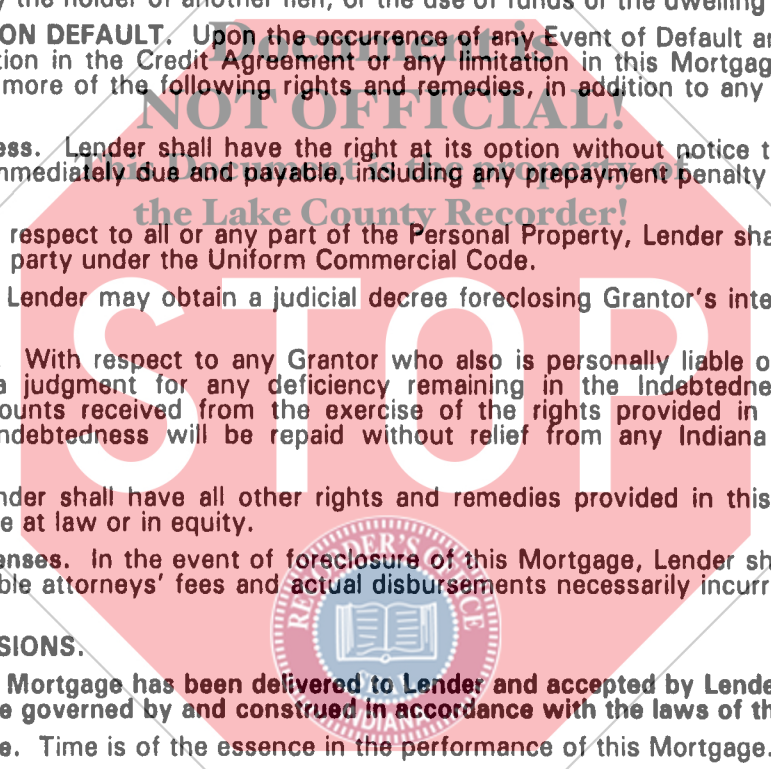 the holder of another lien, or the use of funds or the dwelling
ON DEFAULT. Upon the occurrence of any Event of Default an
tion in the Credit Agreement or any limitation in this Mortgag
more of the following rights and remedies, in addition to any
Document is
NOT OFFICIAL!
This Document is the property of
the Lake County Recorder!
ess. Lender shall have the right at its option without notice t
mmediately due and payable, including any prepayment penalty
respect to all or any part of the Personal Property, Lender sha
party under the Uniform Commercial Code.
Lender may obtain a judicial decree foreclosing Grantor's inte
STOP
With respect to any Grantor who also is personally liable o
a judgment for any deficiency remaining in the Indebtedne
ounts received from the exercise of the rights provided in
ndebtedness will be repaid without relief from any Indiana
nder shall have all other rights and remedies provided in this
e at law or in equity.
enses. In the event of foreclosure of this Mortgage, Lender sh
ble attorneys' fees and actual disbursements necessarily incurr
RECORDER'S OFFICE
SEAL
INDIANA
SIONS.
Mortgage has been delivered to Lender and accepted by Lende
e governed by and construed in accordance with the laws of th
e. Time is of the essence in the performance of this Mortgage.